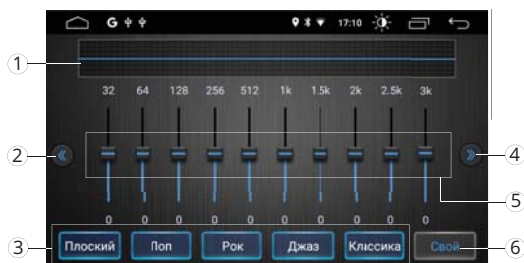 G 17:10
1
32 64 128 256 512 1k 1.5k 2k 2.5k 3k
2 « » 4
5
0 0 0 0 0 0 0 0 0 0
3 Плоский Поп Рок Джаз Классика Свой 6